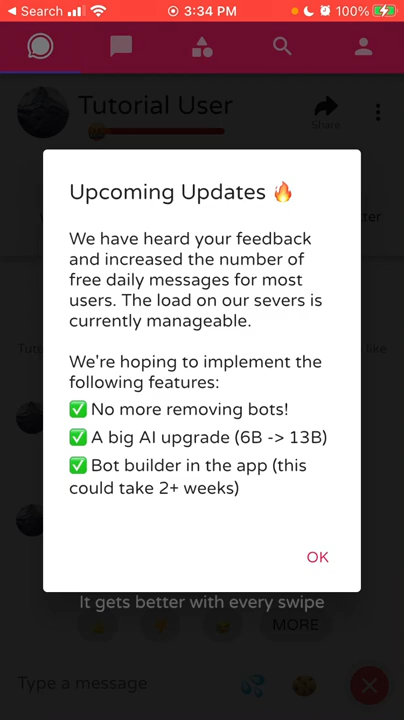 Search
3:34 PM
100%
Tutorial User
Share
Upcoming Updates 🔥
We have heard your feedback
and increased the number of
free daily messages for most
users. The load on our severs is
currently manageable.
We're hoping to implement the
following features:
✅ No more removing bots!
✅ A big AI upgrade (6B -> 13B)
✅ Bot builder in the app (this
could take 2+ weeks)
OK
like
It gets better with every swipe
MORE
Type a message